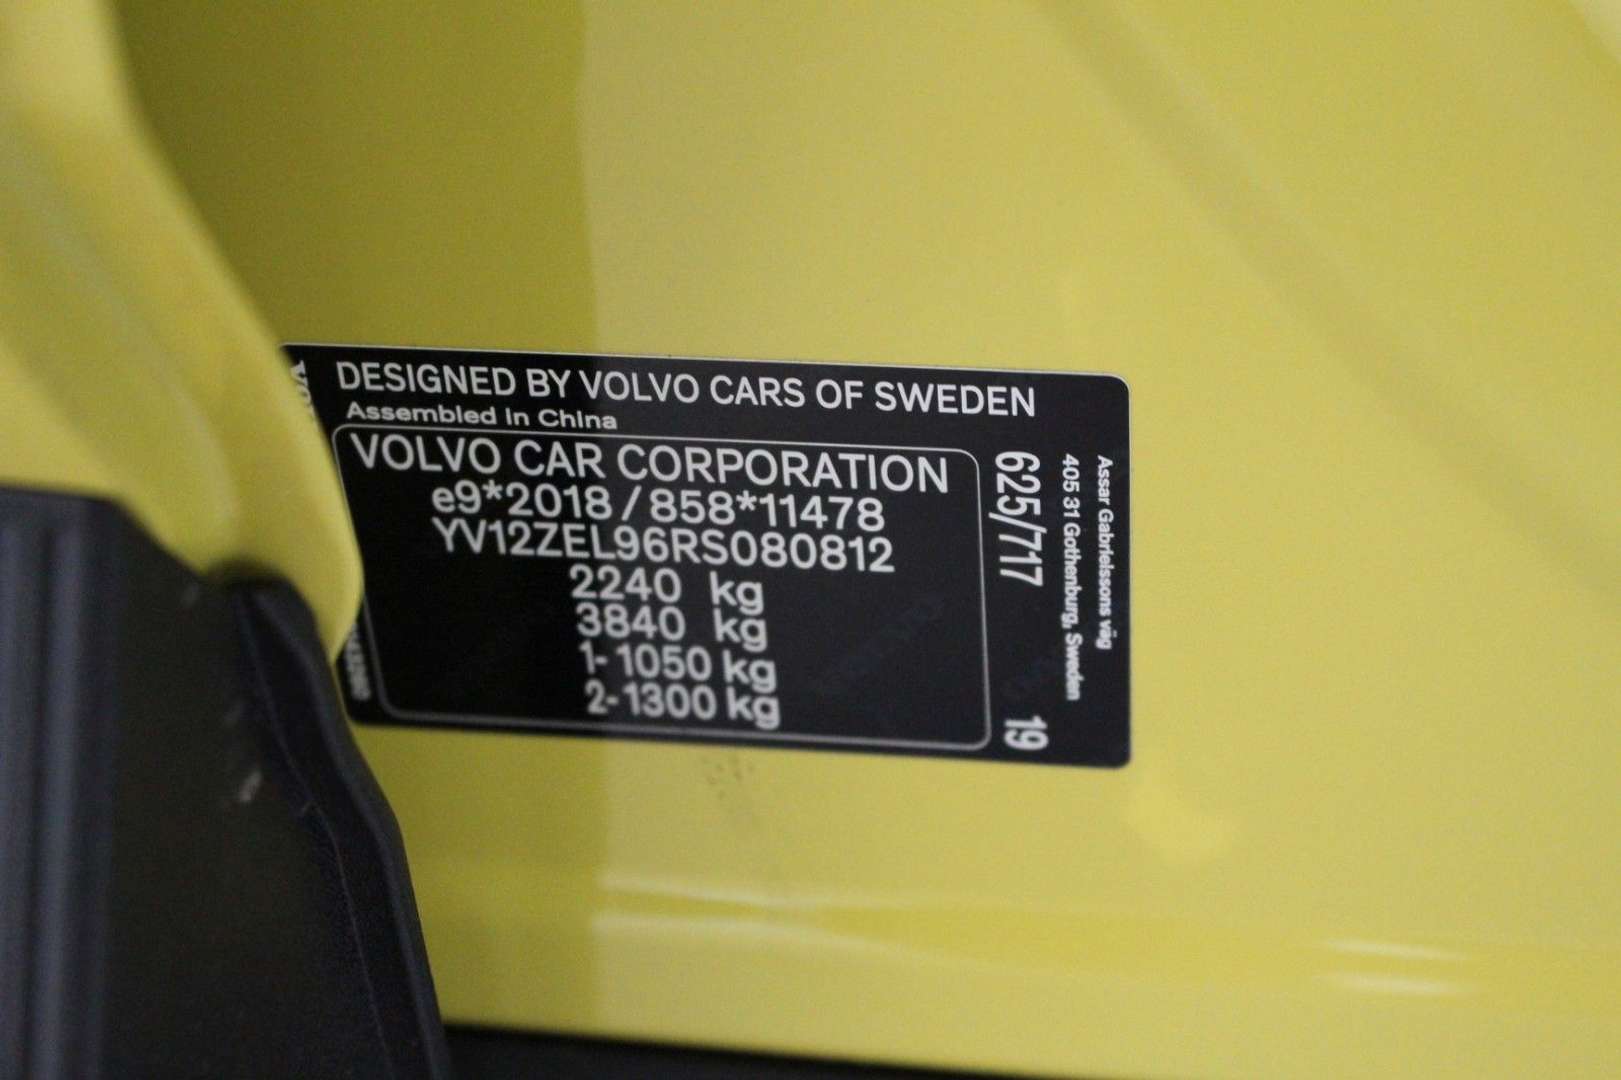 DESIGNED BY VOLVO CARS OF SWEDEN
Assembled in China
VOLVO CAR CORPORATION
e9*2018/858*11478
YV12ZEL96RS080812
2240 kg
3840 kg
1-1050 kg
2-1300 kg
625/717 19
Assar Gabrielssons väg
405 31 Gothenburg, Sweden